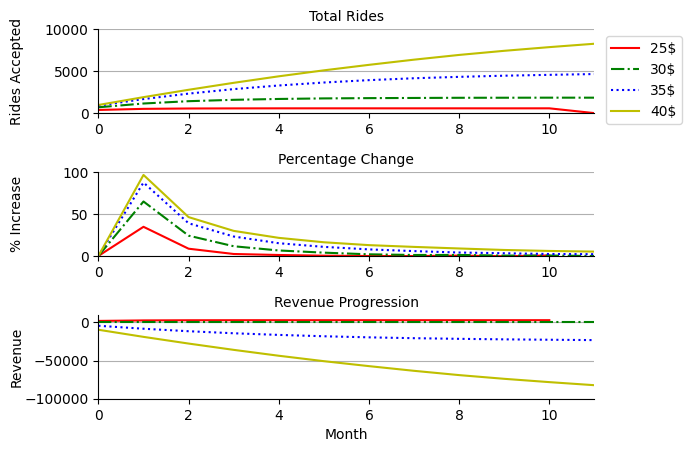 Total Rides
Rides Accepted
10000
5000
0
0 2 4 6 8 10
25$
30$
35$
40$
Percentage Change
% Increase
100
50
0
0 2 4 6 8 10
Revenue Progression
Revenue
0
−50000
−100000
0 2 4 6 8 10
Month